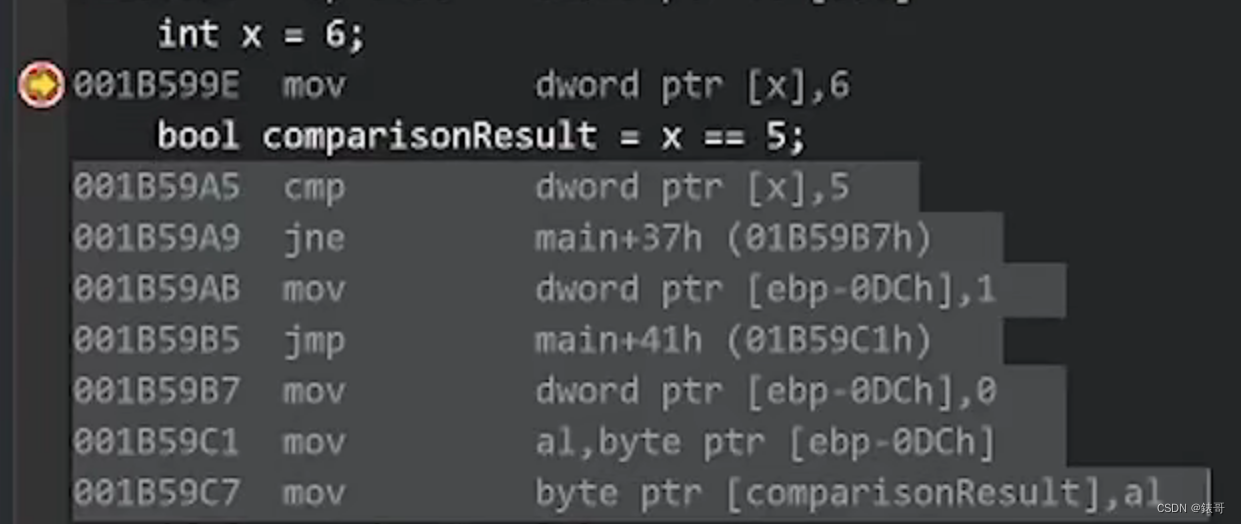 int x = 6;
001B599E mov dword ptr [x],6
bool comparisonResult = x == 5;
001B59A5 cmp dword ptr [x],5
001B59A9 jne main+37h (01B59B7h)
001B59AB mov dword ptr [ebp-0DCh],1
001B59B5 jmp main+41h (01B59C1h)
001B59B7 mov dword ptr [ebp-0DCh],0
001B59C1 mov al,byte ptr [ebp-0DCh]
001B59C7 mov byte ptr [comparisonResult],al
CSDN @錶哥